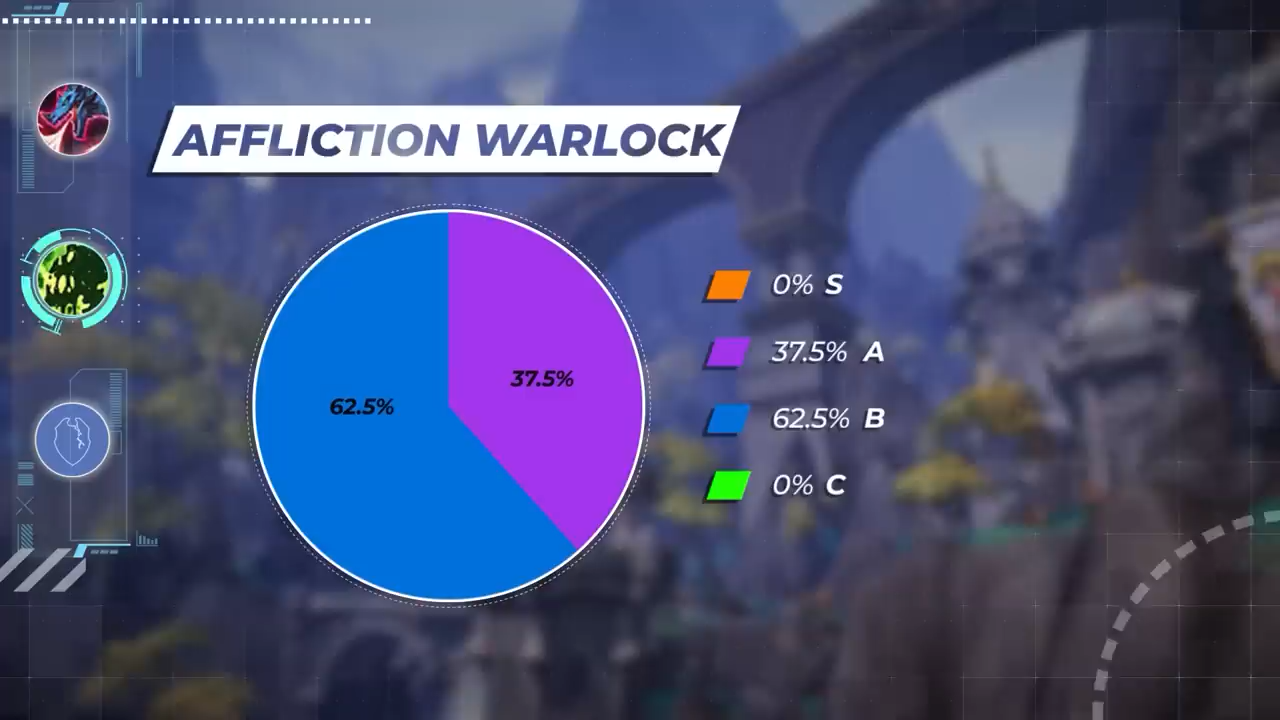 AFFLICTION WARLOCK
37.5%
62.5%
0% S
37.5% A
62.5% B
0% C